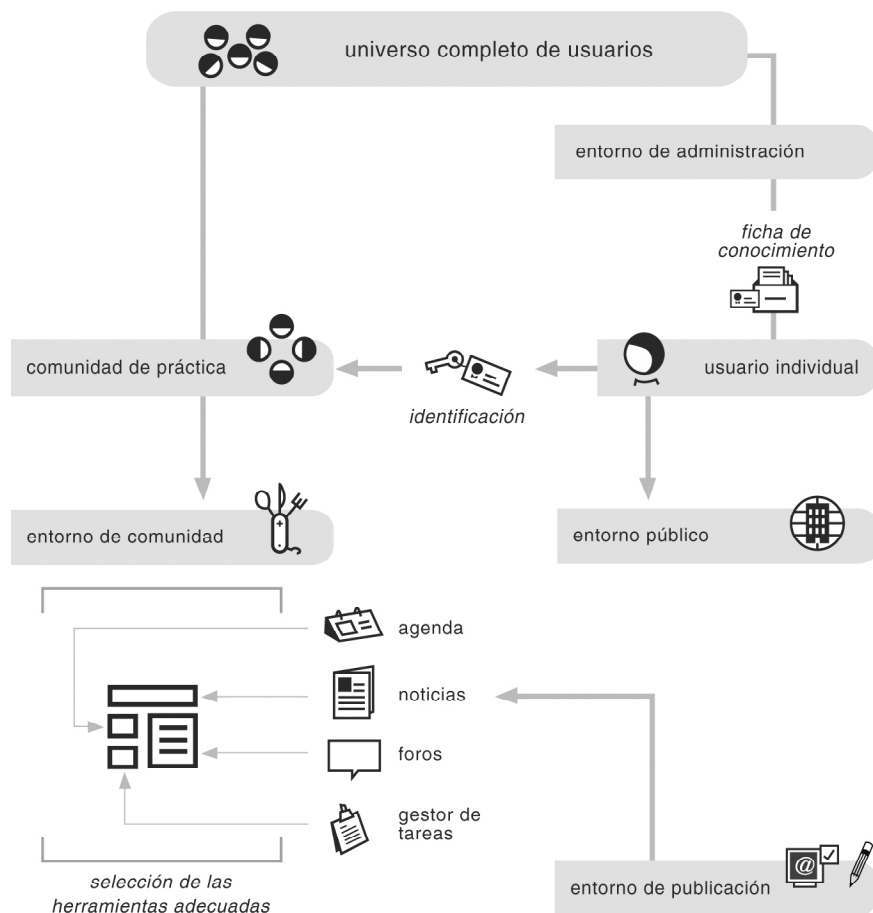 universo completo de usuarios
entorno de administración
ficha de
conocimiento
comunidad de práctica
identificación
usuario individual
entorno de comunidad
entorno público
agenda
noticias
foros
gestor de
tareas
@
entorno de publicación
selección de las
herramientas adecuadas